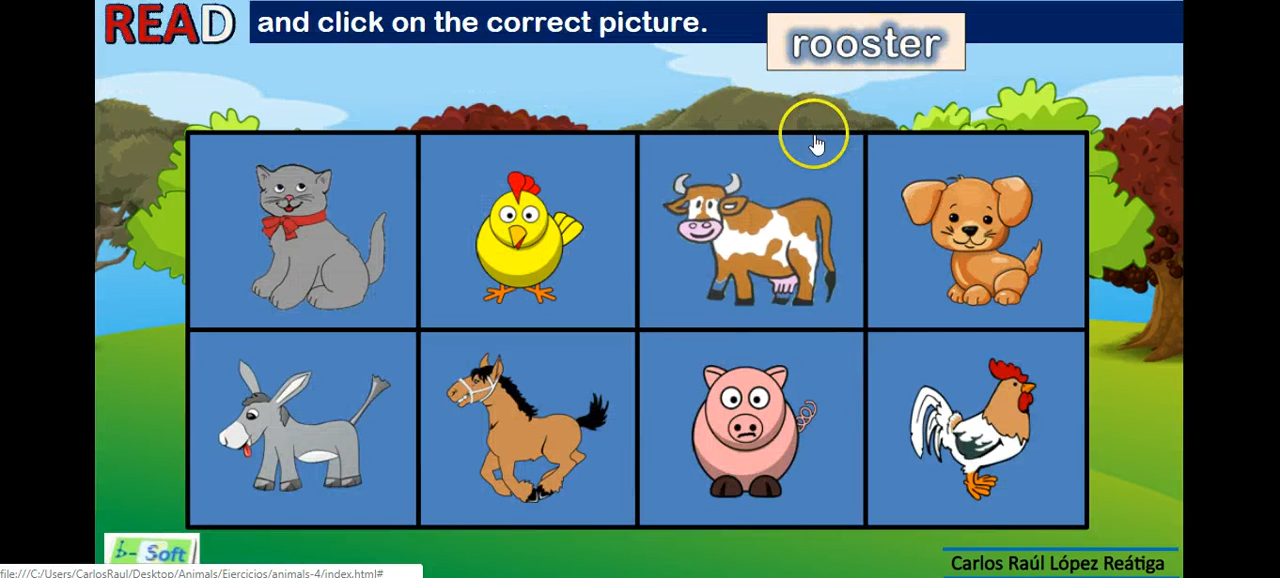 READ and click on the correct picture.
rooster
b- Soft
Carlos Raúl López Reátiga
file:///C:/Users/CarlosRaul/Desktop/Animals/Ejercicios/animals-4/index.html#